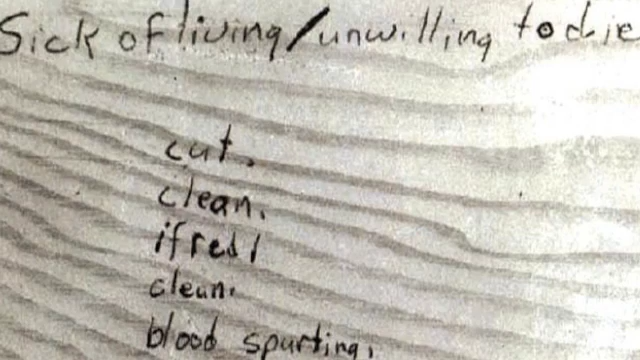 Sick of living/unwilling to die
cut.
clean.
if red /
clean.
blood spurting,